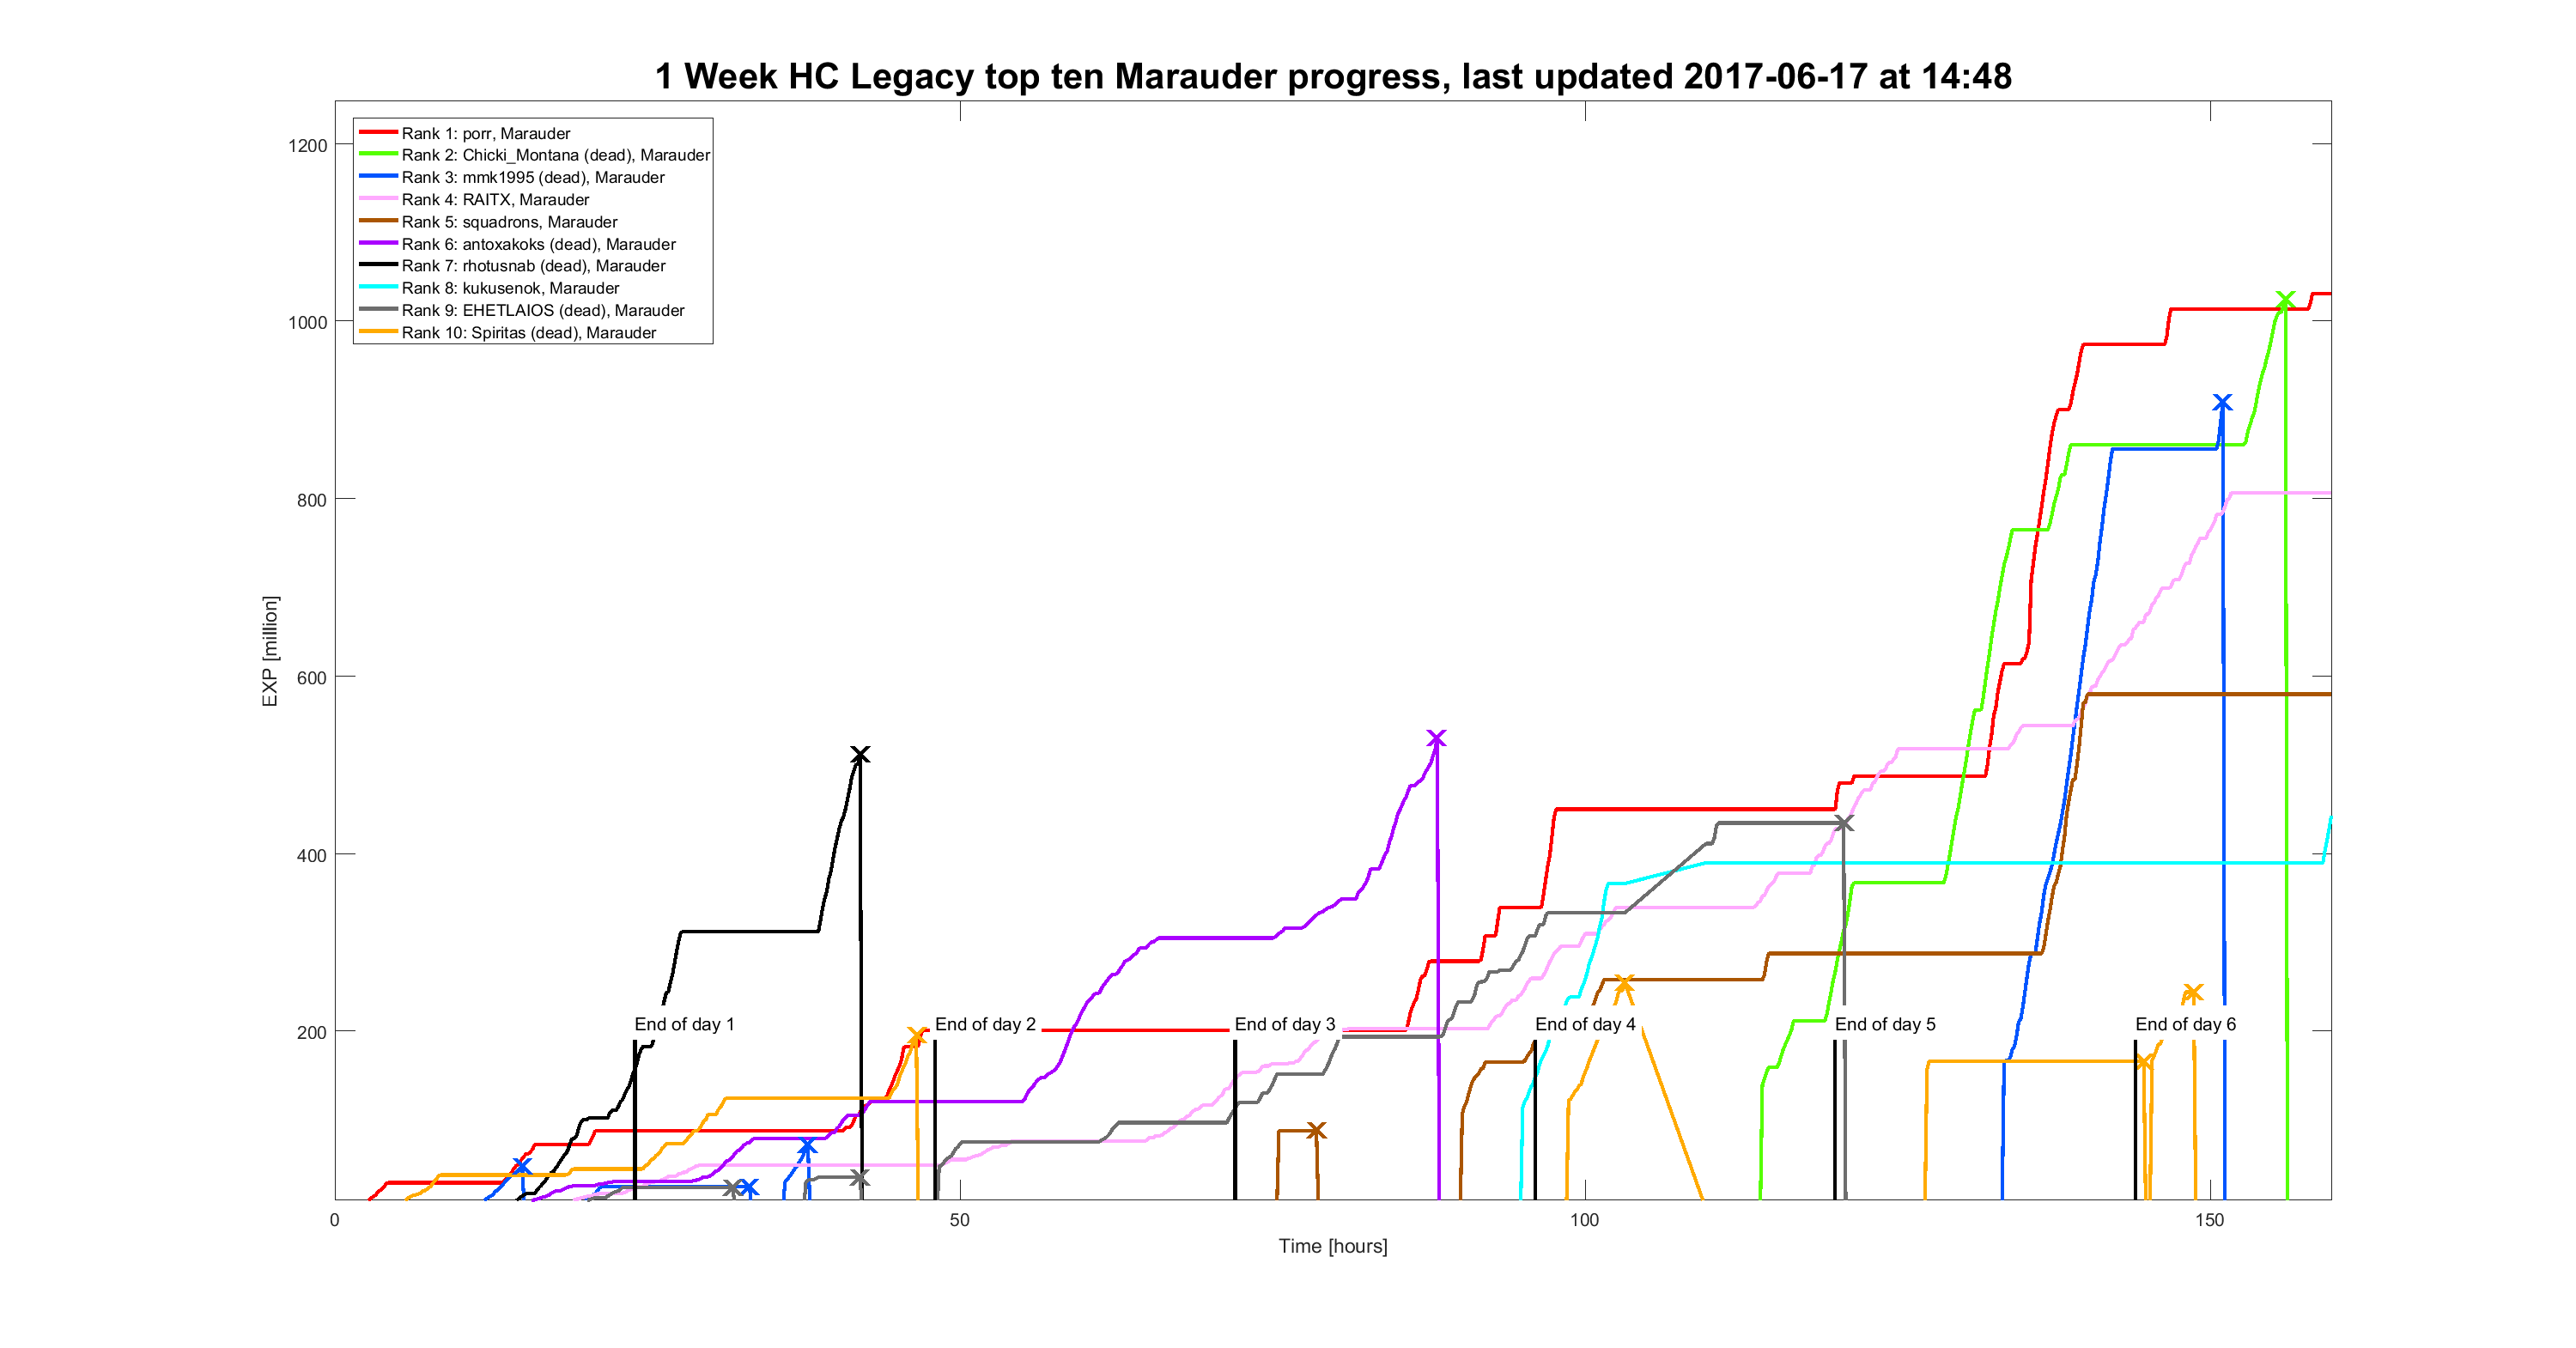 1 Week HC Legacy top ten Marauder progress, last updated 2017-06-17 at 14:48
Rank 1: porr, Marauder
Rank 2: Chicki_Montana (dead), Marauder
Rank 3: mmk1995 (dead), Marauder
Rank 4: RAITX, Marauder
Rank 5: squadrons, Marauder
Rank 6: antoxakoks (dead), Marauder
Rank 7: rhotusnab (dead), Marauder
Rank 8: kukusenok, Marauder
Rank 9: EHETLAIOS (dead), Marauder
Rank 10: Spiritas (dead), Marauder
1200
1000
800
600
400
200
EXP [million]
End of day 1
End of day 2
End of day 3
End of day 4
End of day 5
End of day 6
0
50
100
150
Time [hours]